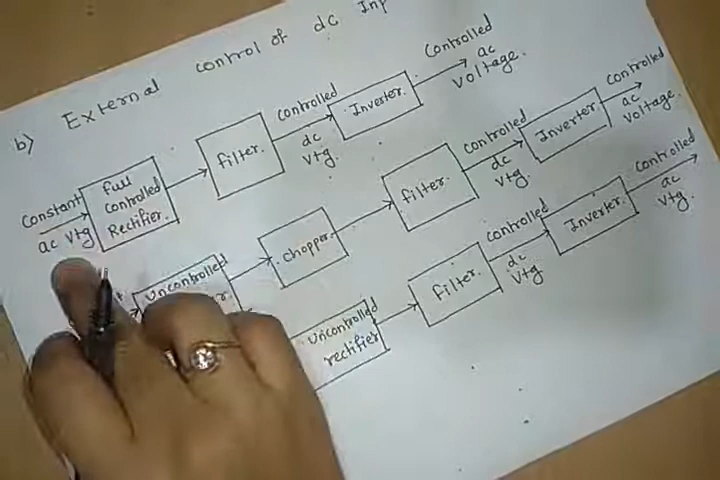 b) External control of dc Inp
Constant
ac Vtg
full
controlled
Rectifier.
filter.
Controlled
dc
Vtg.
Inverter.
Controlled
ac
Voltage.
Uncontrolled
chopper.
filter.
Controlled
dc
Vtg.
Inverter.
Controlled
ac
Voltage.
Uncontrolled
rectifier.
filter.
Controlled
dc
Vtg
Inverter.
Controlled
ac
Vtg.